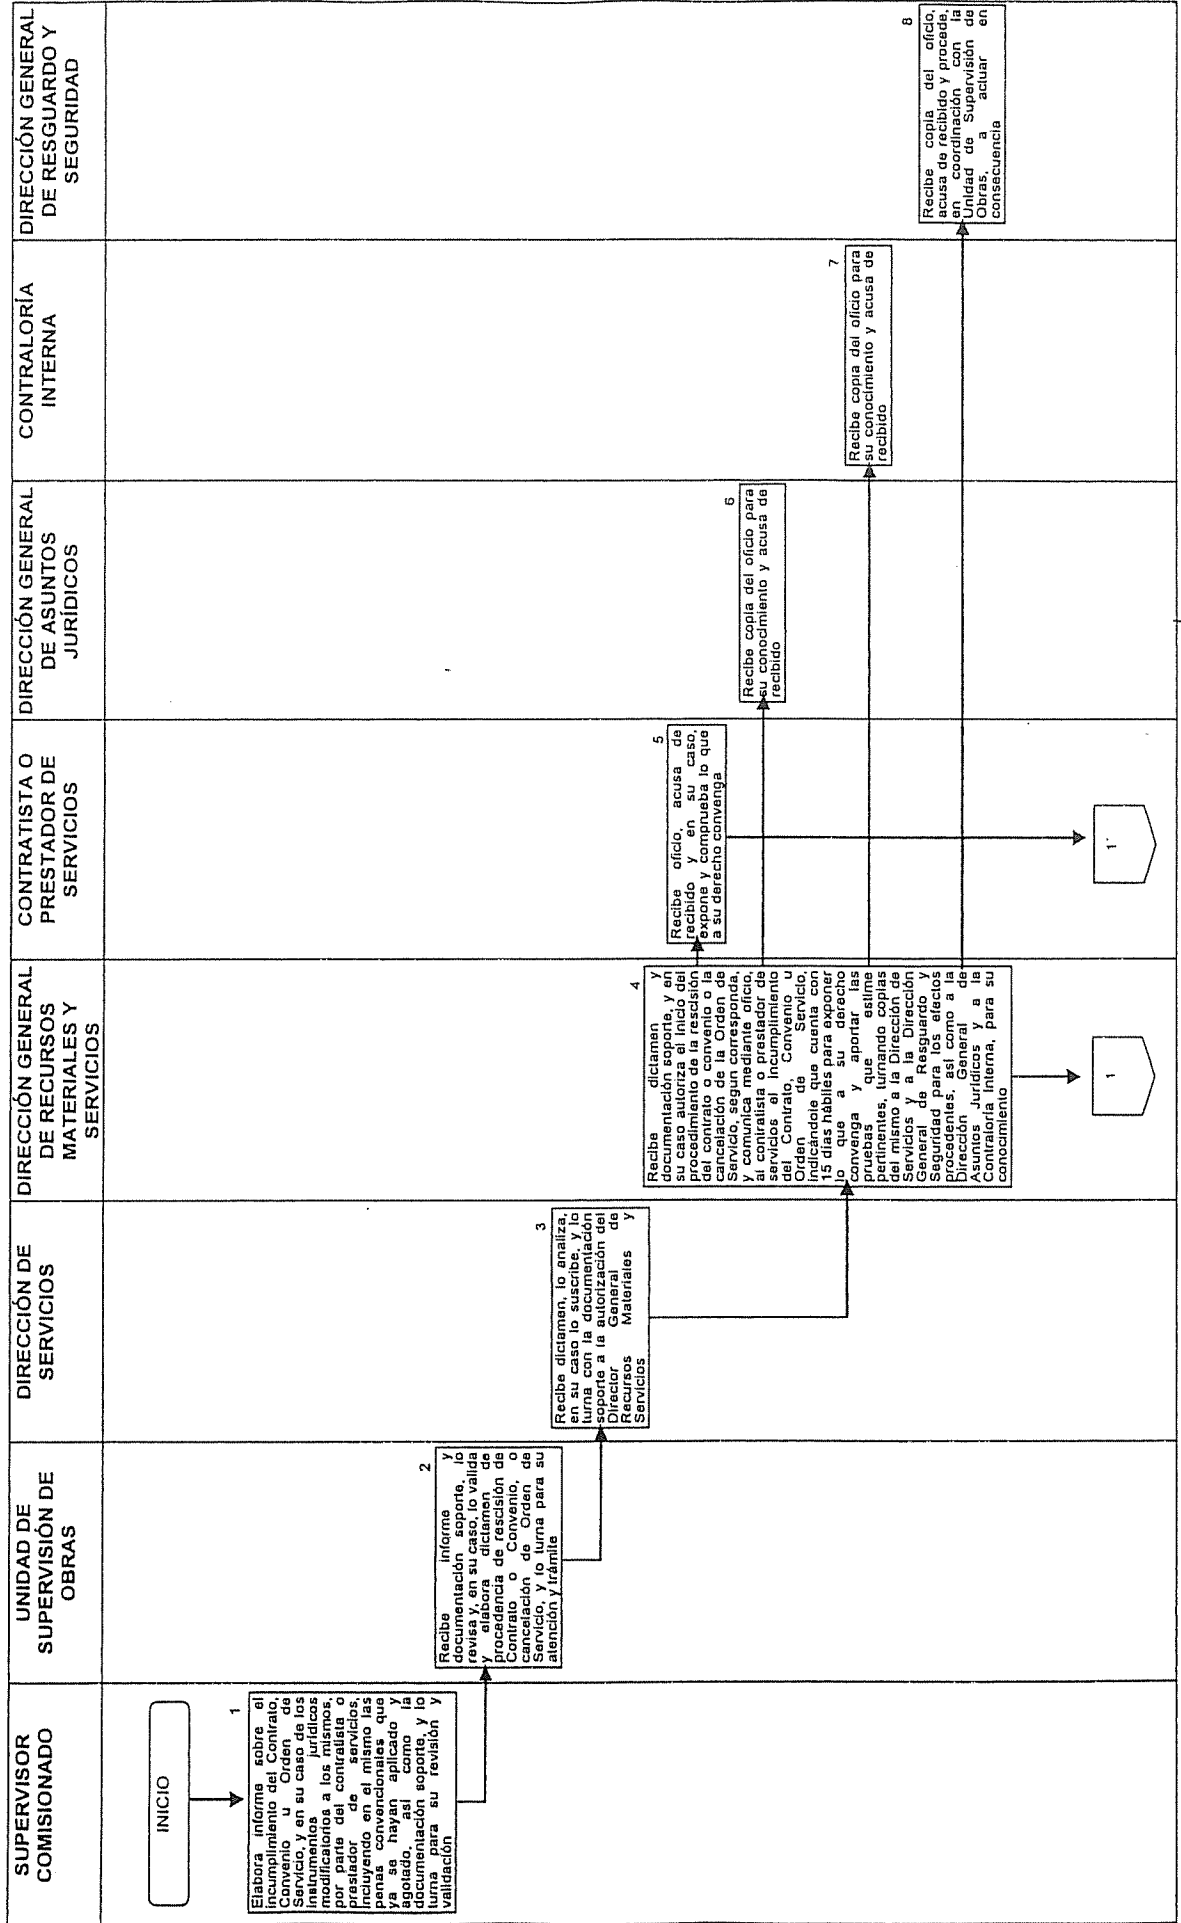 SUPERVISOR
COMISIONADO
UNIDAD DE
SUPERVISIÓN DE
OBRAS
DIRECCIÓN DE
SERVICIOS
DIRECCIÓN GENERAL
DE RECURSOS
MATERIALES Y
SERVICIOS
CONTRATISTA O
PRESTADOR DE
SERVICIOS
DIRECCIÓN GENERAL
DE ASUNTOS
JURÍDICOS
CONTRALORÍA
INTERNA
DIRECCIÓN GENERAL
DE RESGUARDO Y
SEGURIDAD
INICIO
1
Elabora informe sobre el
incumplimiento del Contrato,
Convenio u Orden de
Servicio, y en su caso de los
instrumentos jurídicos
modificatorios a los mismos,
por parte del contratista o
prestador de servicios,
incluyendo en el mismo las
penas convencionales que
ya se hayan aplicado y
agotado, así como la
documentación soporte, y lo
turna para su revisión y
validación
2
Recibe informe y
documentación soporte, lo
revisa y, en su caso, lo valida
y elabora dictamen de
procedencia de rescisión de
Contrato o Convenio, o
cancelación de Orden de
Servicio, y lo turna para su
atención y trámite
3
Recibe dictamen, lo analiza,
en su caso lo suscribe, y lo
turna con la documentación
soporte a la autorización del
Director General de
Recursos Materiales y
Servicios
4
Recibe dictamen y
documentación soporte, y en
su caso autoriza el inicio del
procedimiento de la rescisión
del contrato o convenio o la
cancelación de la Orden de
Servicio, segun corresponda,
y comunica mediante oficio,
al contratista o prestador de
servicios el incumplimiento
del Contrato, Convenio u
Orden de Servicio,
indicándole que cuenta con
15 días hábiles para exponer
lo que a su derecho
convenga y aportar las
pruebas que estime
pertinentes, turnando copias
del mismo a la Dirección de
Servicios y a la Dirección
General de Resguardo y
Seguridad para los efectos
procedentes, así como a la
Dirección General de
Asuntos Jurídicos y a la
Contraloría Interna, para su
conocimiento
1
5
Recibe oficio, acusa de
recibido y en su caso,
expone y comprueba lo que
a su derecho convenga
1
6
Recibe copia del oficio para
su conocimiento y acusa de
recibido
7
Recibe copia del oficio para
su conocimiento y acusa de
recibido
8
Recibe copia del oficio,
acusa de recibido y procede,
en coordinación con la
Unidad de Supervisión de
Obras, a actuar en
consecuencia